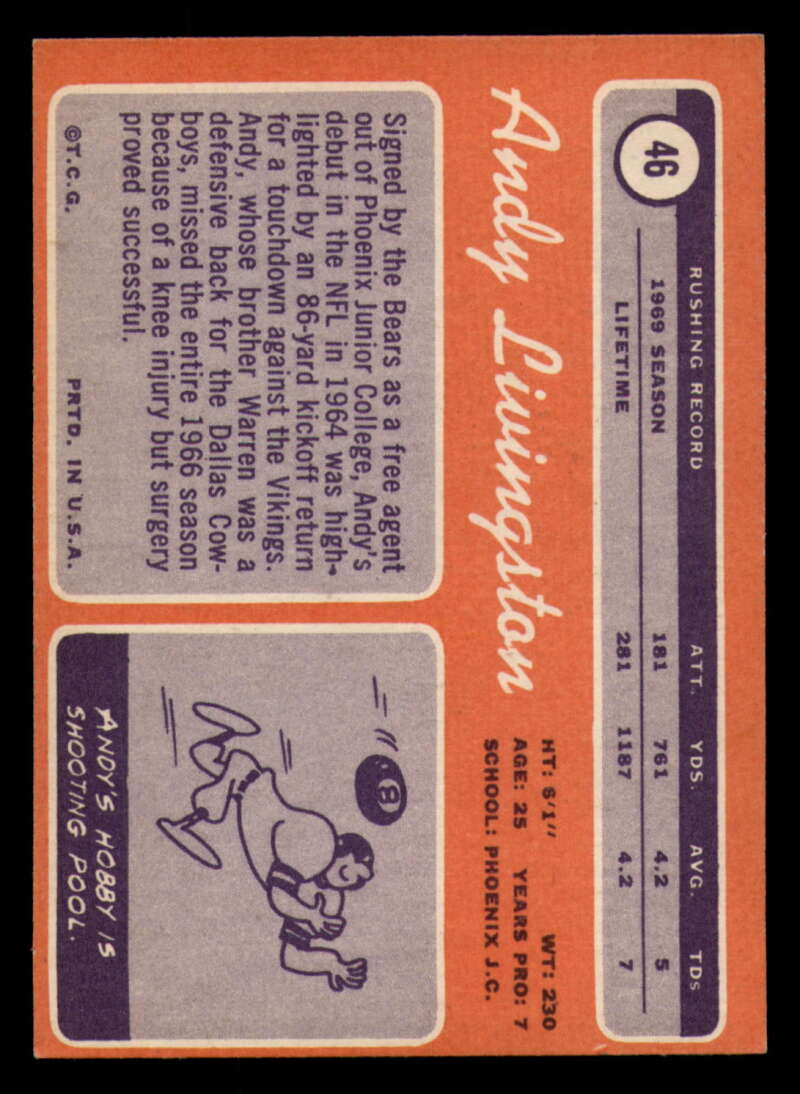 46
RUSHING RECORD ATT. YDS. AVG. TDs
1969 SEASON 181 761 4.2 5
LIFETIME 281 1187 4.2 7
Andy Livingston
HT: 6'1" WT: 230
AGE: 25 YEARS PRO: 7
SCHOOL: PHOENIX J.C.
Signed by the Bears as a free agent
out of Phoenix Junior College, Andy's
debut in the NFL in 1964 was high-
lighted by an 86-yard kickoff return
for a touchdown against the Vikings.
Andy, whose brother Warren was a
defensive back for the Dallas Cow-
boys, missed the entire 1966 season
because of a knee injury but surgery
proved successful.
©T.C.G. PRTD. IN U.S.A.
8
ANDY'S HOBBY IS
SHOOTING POOL.